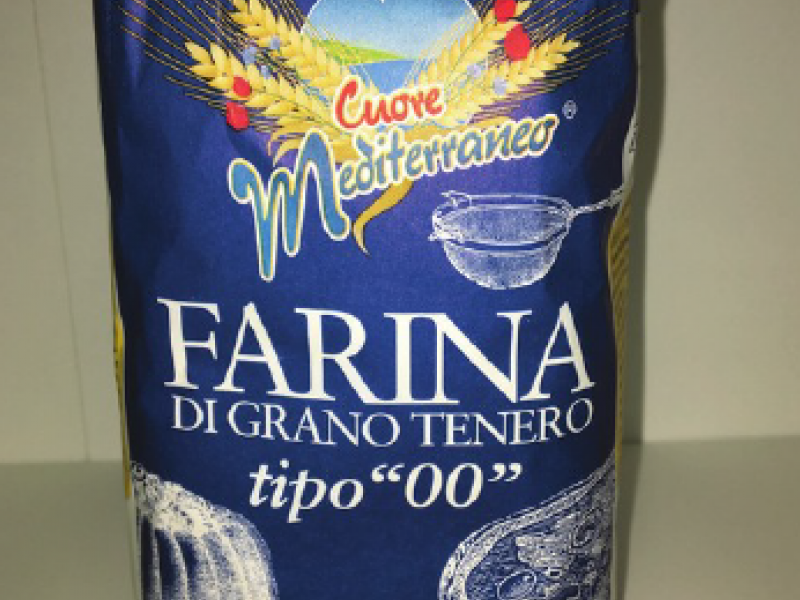 Cuore
Mediterraneo ®
FARINA
DI GRANO TENERO
tipo “00”